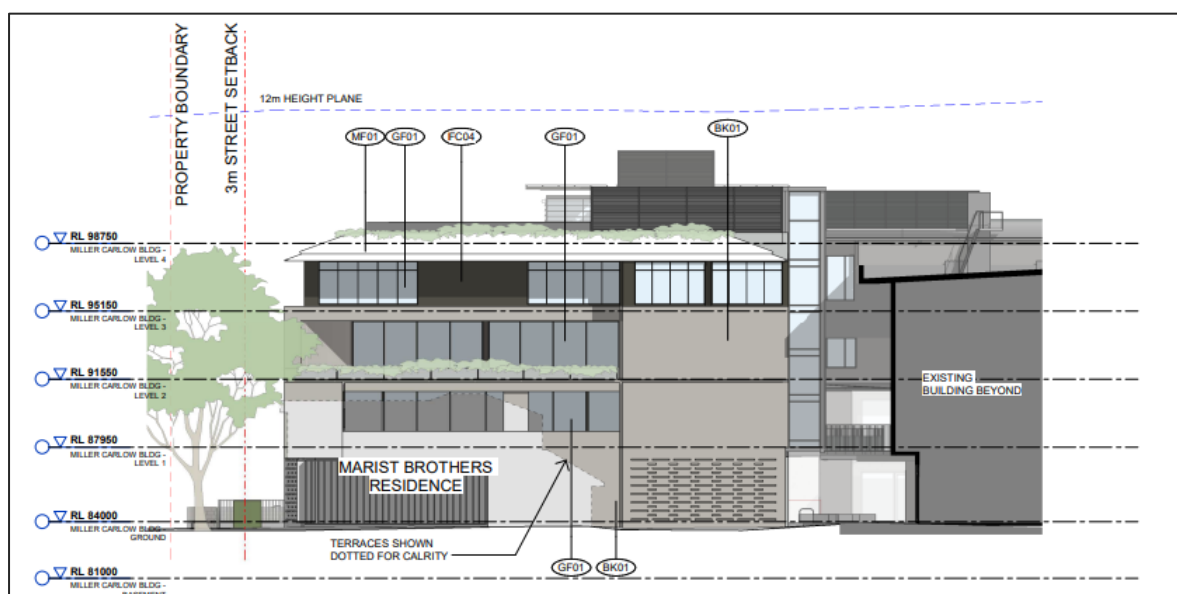 PROPERTY BOUNDARY
3m STREET SETBACK
12m HEIGHT PLANE
MF01
GF01
FC04
GF01
BK01
RL 98750
MILLER CARLOW BLDG -
LEVEL 4
RL 95150
MILLER CARLOW BLDG -
LEVEL 3
RL 91550
MILLER CARLOW BLDG -
LEVEL 2
EXISTING
BUILDING BEYOND
RL 87950
MILLER CARLOW BLDG -
LEVEL 1
MARIST BROTHERS
RESIDENCE
RL 84000
MILLER CARLOW BLDG -
GROUND
TERRACES SHOWN
DOTTED FOR CALRITY
GF01
BK01
RL 81000
MILLER CARLOW BLDG -
BASEMENT